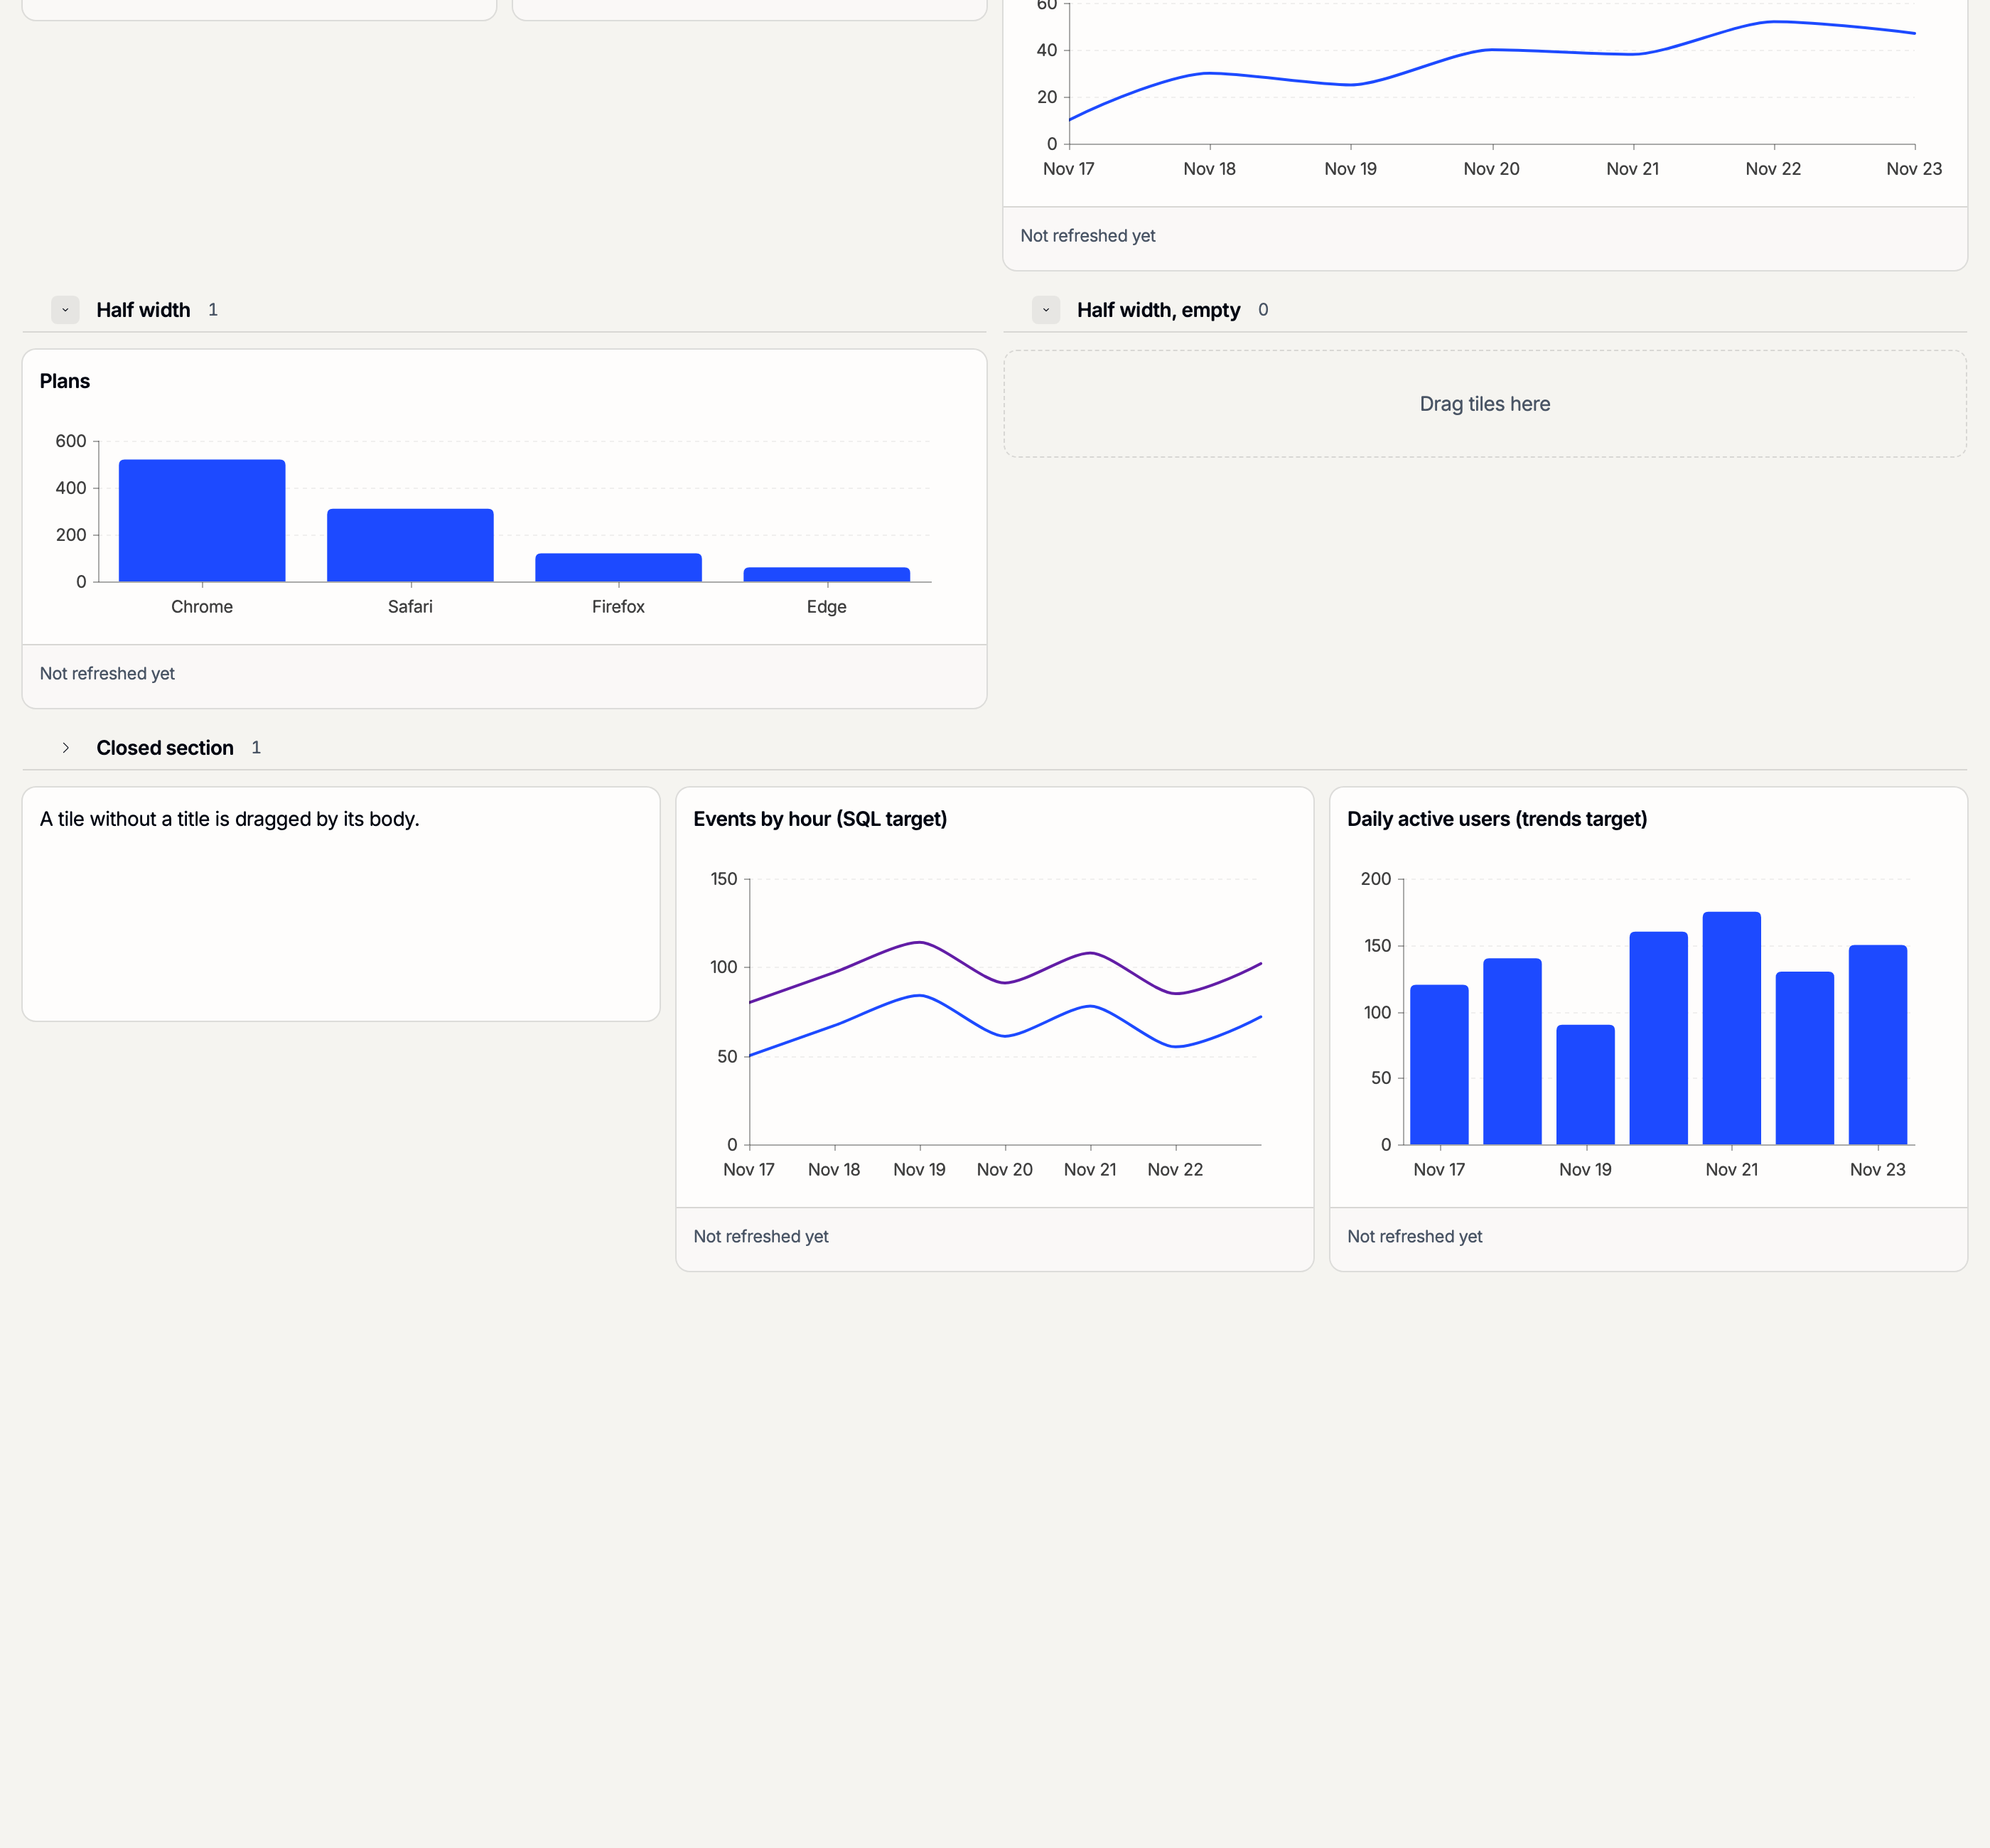 60
40
20
0
Nov 17 Nov 18 Nov 19 Nov 20 Nov 21 Nov 22 Nov 23
Not refreshed yet
Half width 1
Half width, empty 0
Plans
600
400
200
0
Chrome Safari Firefox Edge
Not refreshed yet
Drag tiles here
Closed section 1
A tile without a title is dragged by its body.
Events by hour (SQL target)
150
100
50
0
Nov 17 Nov 18 Nov 19 Nov 20 Nov 21 Nov 22
Not refreshed yet
Daily active users (trends target)
200
150
100
50
0
Nov 17 Nov 19 Nov 21 Nov 23
Not refreshed yet